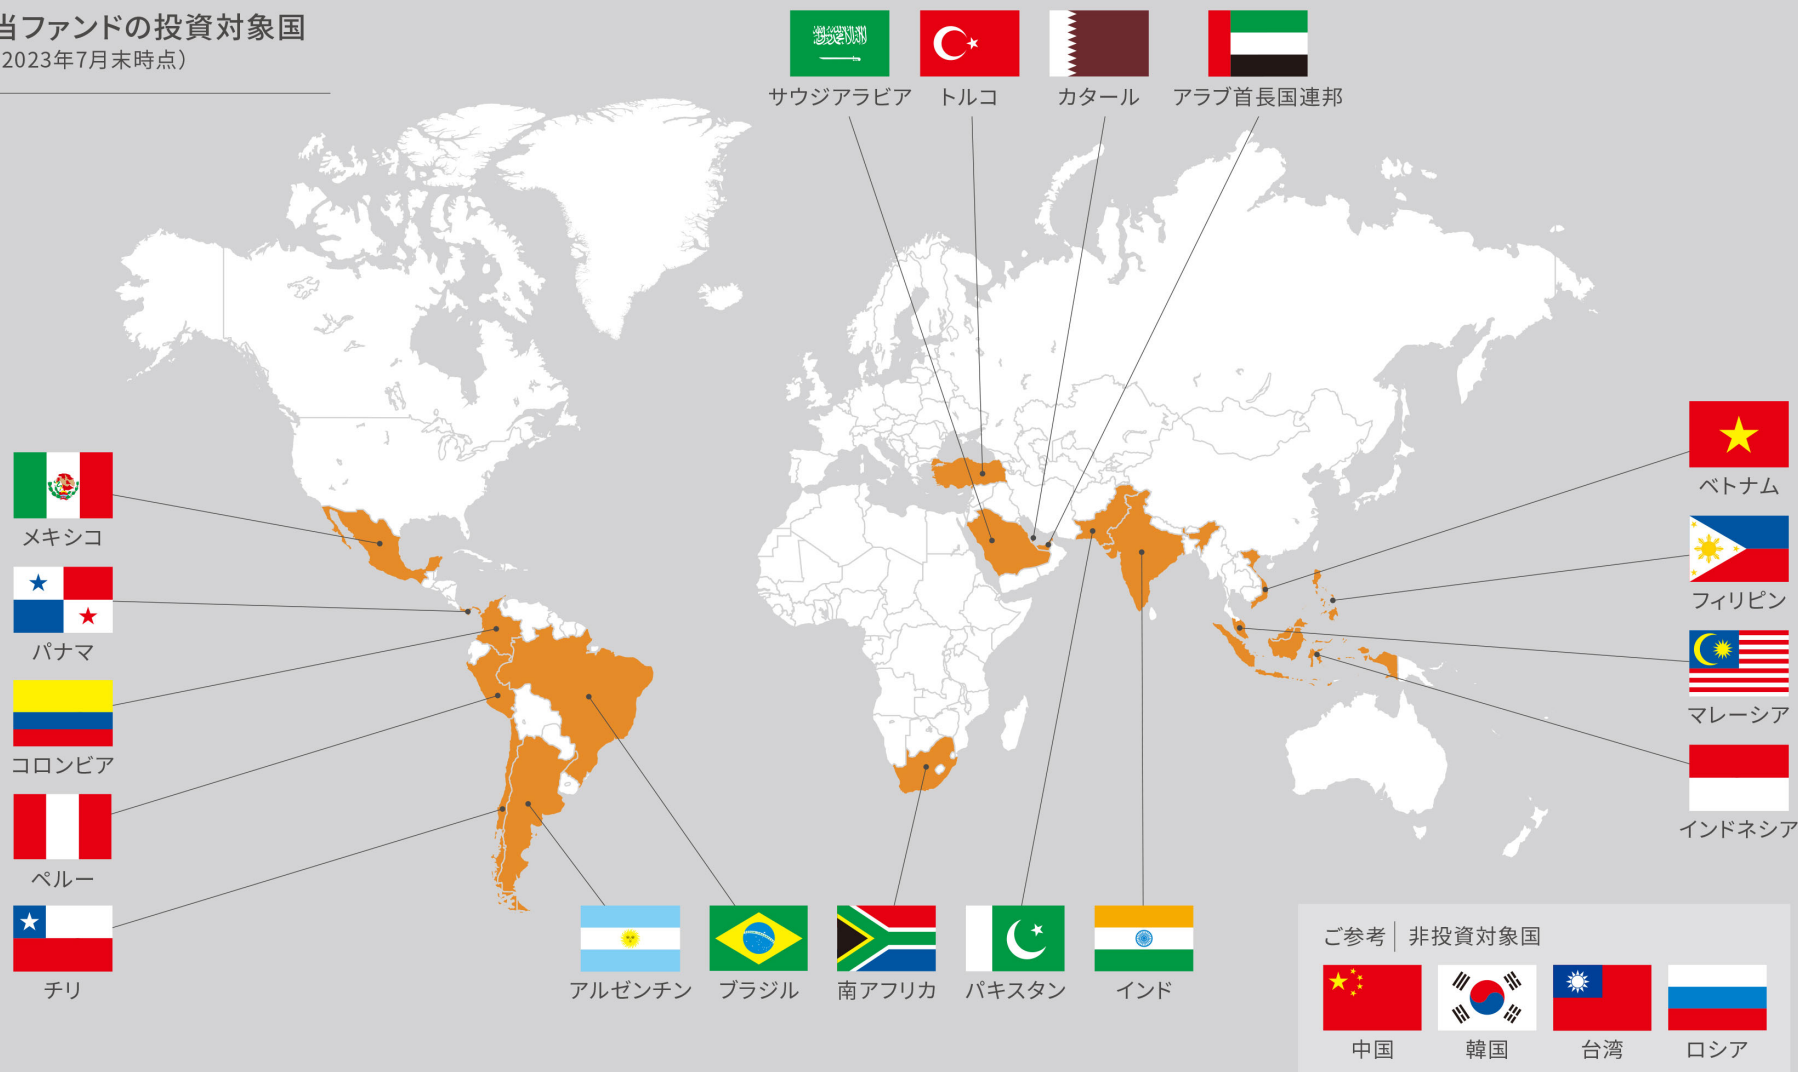 当ファンドの投資対象国
2023年7月末時点）
サウジアラビア
トルコ
カタール
アラブ首長国連邦
メキシコ
パナマ
コロンビア
ペルー
チリ
ベトナム
フィリピン
マレーシア
インドネシア
アルゼンチン
ブラジル
南アフリカ
パキスタン
インド
ご参考 | 非投資対象国
中国
韓国
台湾
ロシア